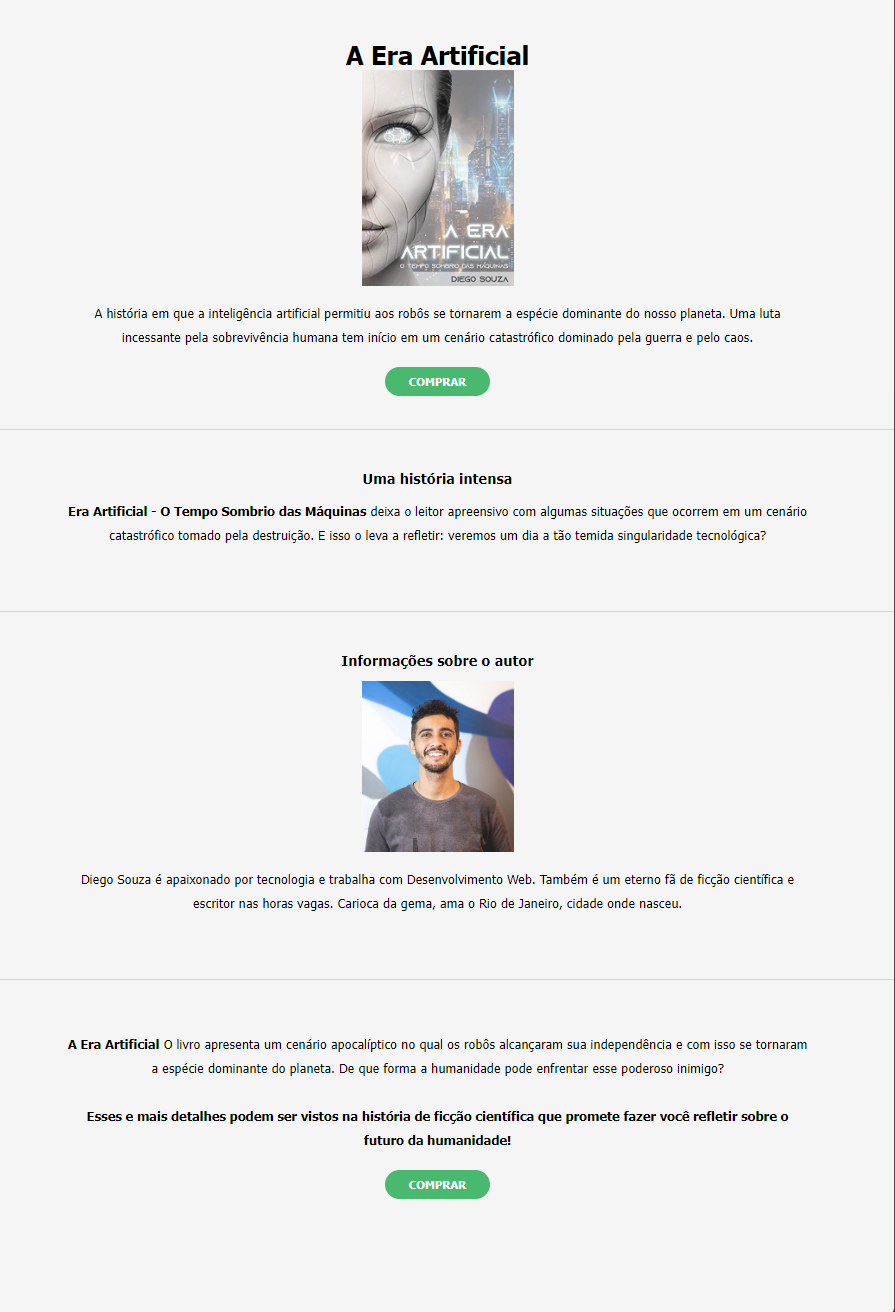 A Era Artificial
A ERA
ARTIFICIAL
O TEMPO SOMBRIO DAS MÁQUINAS
DIEGO SOUZA
A história em que a inteligência artificial permitiu aos robôs se tornarem a espécie dominante do nosso planeta. Uma luta
incessante pela sobrevivência humana tem início em um cenário catastrófico dominado pela guerra e pelo caos.
COMPRAR
Uma história intensa
Era Artificial - O Tempo Sombrio das Máquinas deixa o leitor apreensivo com algumas situações que ocorrem em um cenário
catastrófico tomado pela destruição. E isso o leva a refletir: veremos um dia a tão temida singularidade tecnológica?
Informações sobre o autor
Diego Souza é apaixonado por tecnologia e trabalha com Desenvolvimento Web. Também é um eterno fã de ficção científica e
escritor nas horas vagas. Carioca da gema, ama o Rio de Janeiro, cidade onde nasceu.
A Era Artificial O livro apresenta um cenário apocalíptico no qual os robôs alcançaram sua independência e com isso se tornaram
a espécie dominante do planeta. De que forma a humanidade pode enfrentar esse poderoso inimigo?
Esses e mais detalhes podem ser vistos na história de ficção científica que promete fazer você refletir sobre o
futuro da humanidade!
COMPRAR